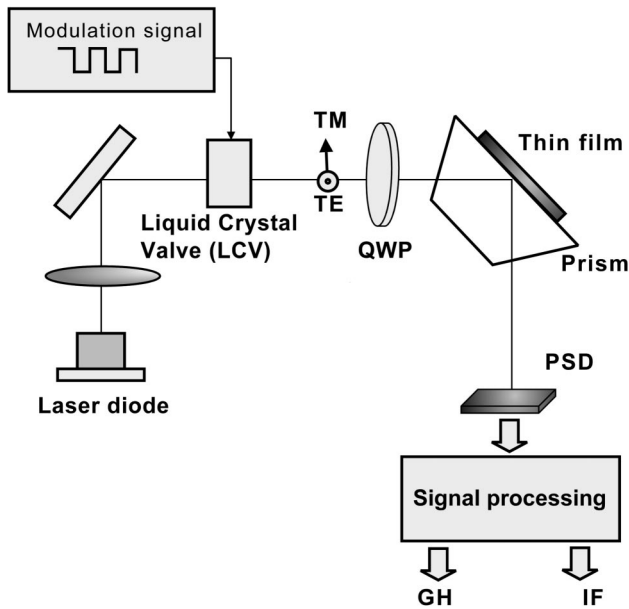 Modulation signal
TM
TE
Liquid Crystal
Valve (LCV)
QWP
Thin film
Prism
Laser diode
PSD
Signal processing
GH
IF